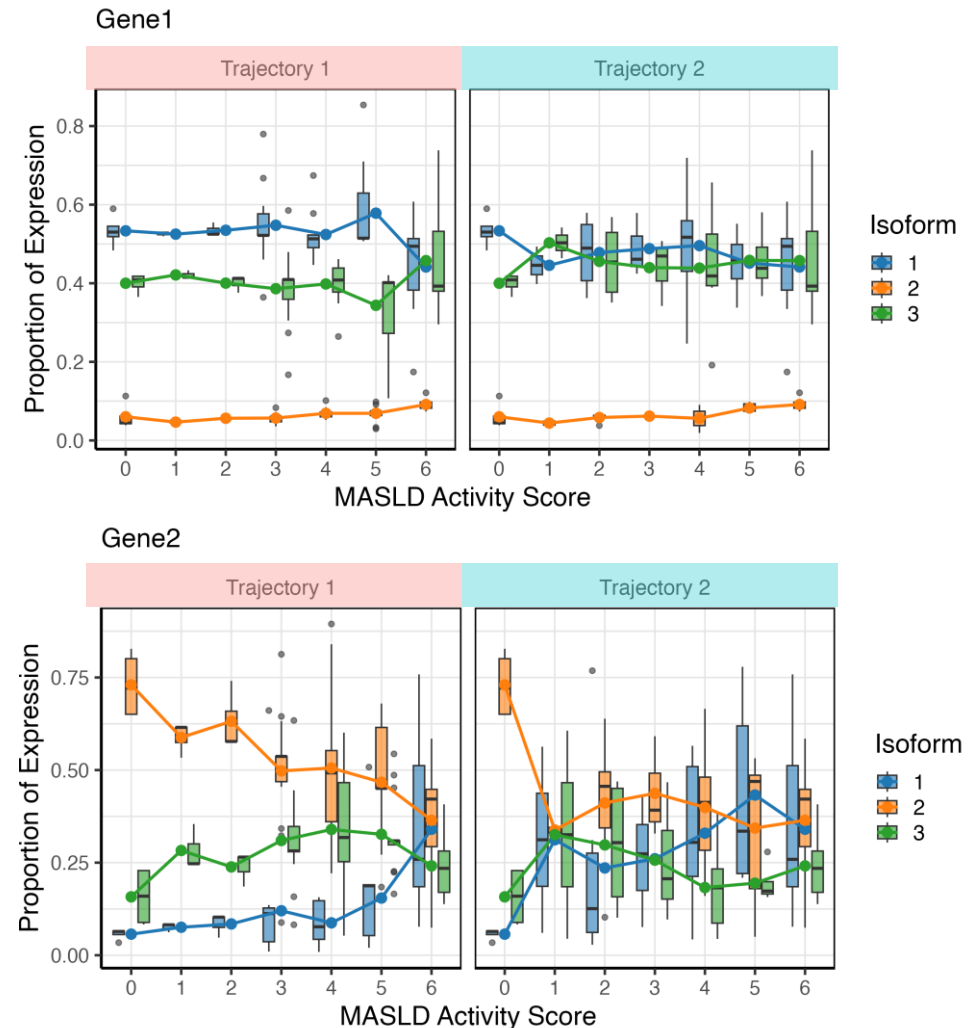 Gene1
Trajectory 1
Trajectory 2
Proportion of Expression
0.8
0.6
0.4
0.2
0.0
0 1 2 3 4 5 6
0 1 2 3 4 5 6
MASLD Activity Score
Isoform
1
2
3
Gene2
Trajectory 1
Trajectory 2
Proportion of Expression
0.75
0.50
0.25
0.00
0 1 2 3 4 5 6
0 1 2 3 4 5 6
MASLD Activity Score
Isoform
1
2
3